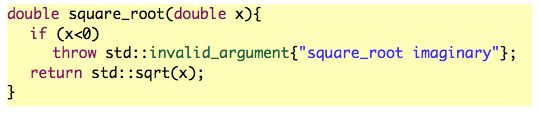 double square_root(double x){
if (x<0)
throw std::invalid_argument{"square_root imaginary"};
return std::sqrt(x);
}